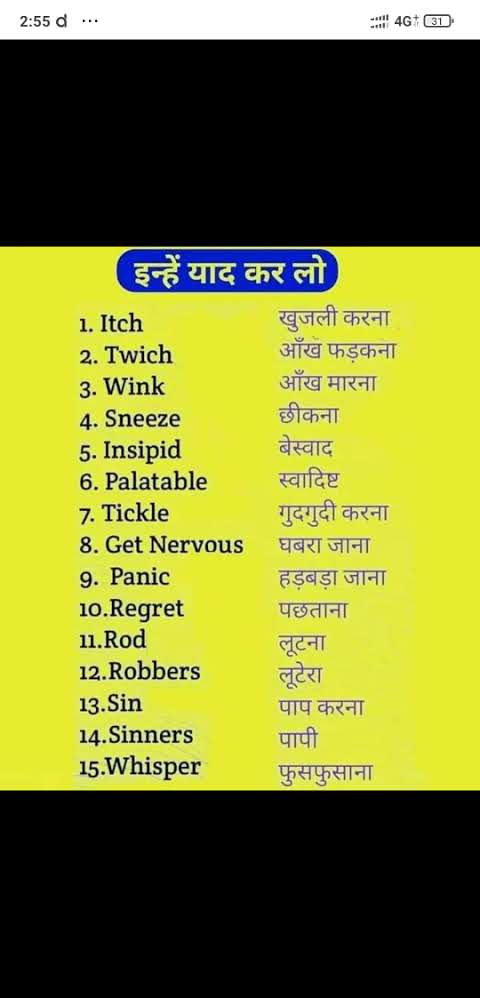 2:55 d ...
4G 31
इन्हें याद कर लो
1. Itch खुजली करना
2. Twich आँख फड़कना
3. Wink आँख मारना
4. Sneeze छीकना
5. Insipid बेस्वाद
6. Palatable स्वादिष्ट
7. Tickle गुदगुदी करना
8. Get Nervous घबरा जाना
9. Panic हड़बड़ा जाना
10.Regret पछताना
11.Rod लूटना
12.Robbers लूटेरा
13.Sin पाप करना
14.Sinners पापी
15.Whisper फुसफुसाना